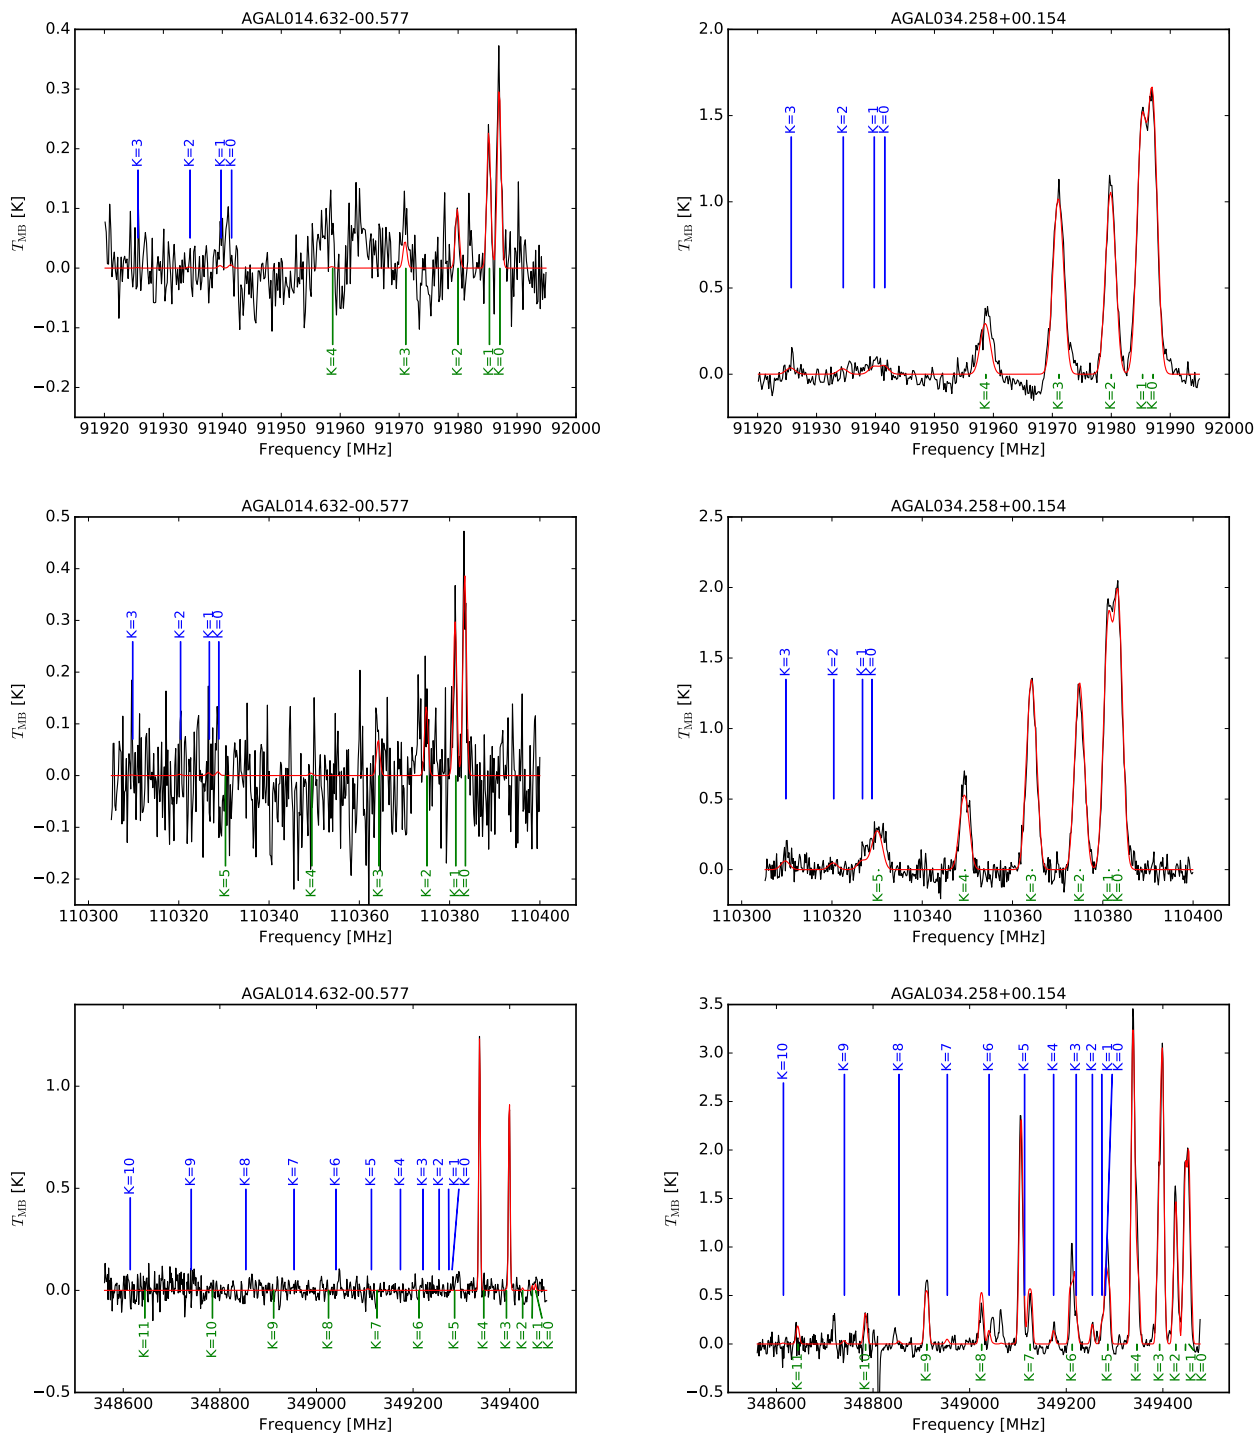 AGAL014.632-00.577
0.4
0.3
0.2
0.1
0.0
−0.1
−0.2
T_MB [K]
K=3
K=2
K=1
K=0
K=4
K=3
K=2
K=1
K=0
91920 91930 91940 91950 91960 91970 91980 91990 92000
Frequency [MHz]
AGAL034.258+00.154
2.0
1.5
1.0
0.5
0.0
T_MB [K]
K=3
K=2
K=1
K=0
K=4
K=3
K=2
K=1
K=0
91920 91930 91940 91950 91960 91970 91980 91990 92000
Frequency [MHz]
AGAL014.632-00.577
0.5
0.4
0.3
0.2
0.1
0.0
−0.1
−0.2
T_MB [K]
K=3
K=2
K=1
K=0
K=5
K=4
K=3
K=2
K=1
K=0
110300 110320 110340 110360 110380 110400
Frequency [MHz]
AGAL034.258+00.154
2.5
2.0
1.5
1.0
0.5
0.0
T_MB [K]
K=3
K=2
K=1
K=0
K=5
K=4
K=3
K=2
K=1
K=0
110300 110320 110340 110360 110380 110400
Frequency [MHz]
AGAL014.632-00.577
1.0
0.5
0.0
−0.5
T_MB [K]
K=10
K=9
K=8
K=7
K=6
K=5
K=4
K=3
K=2
K=1
K=0
K=11
K=10
K=9
K=8
K=7
K=6
K=5
K=4
K=3
K=2
K=1
K=0
348600 348800 349000 349200 349400
Frequency [MHz]
AGAL034.258+00.154
3.5
3.0
2.5
2.0
1.5
1.0
0.5
0.0
−0.5
T_MB [K]
K=10
K=9
K=8
K=7
K=6
K=5
K=4
K=3
K=2
K=1
K=0
K=11
K=10
K=9
K=8
K=7
K=6
K=5
K=4
K=3
K=2
K=1
K=0
348600 348800 349000 349200 349400
Frequency [MHz]